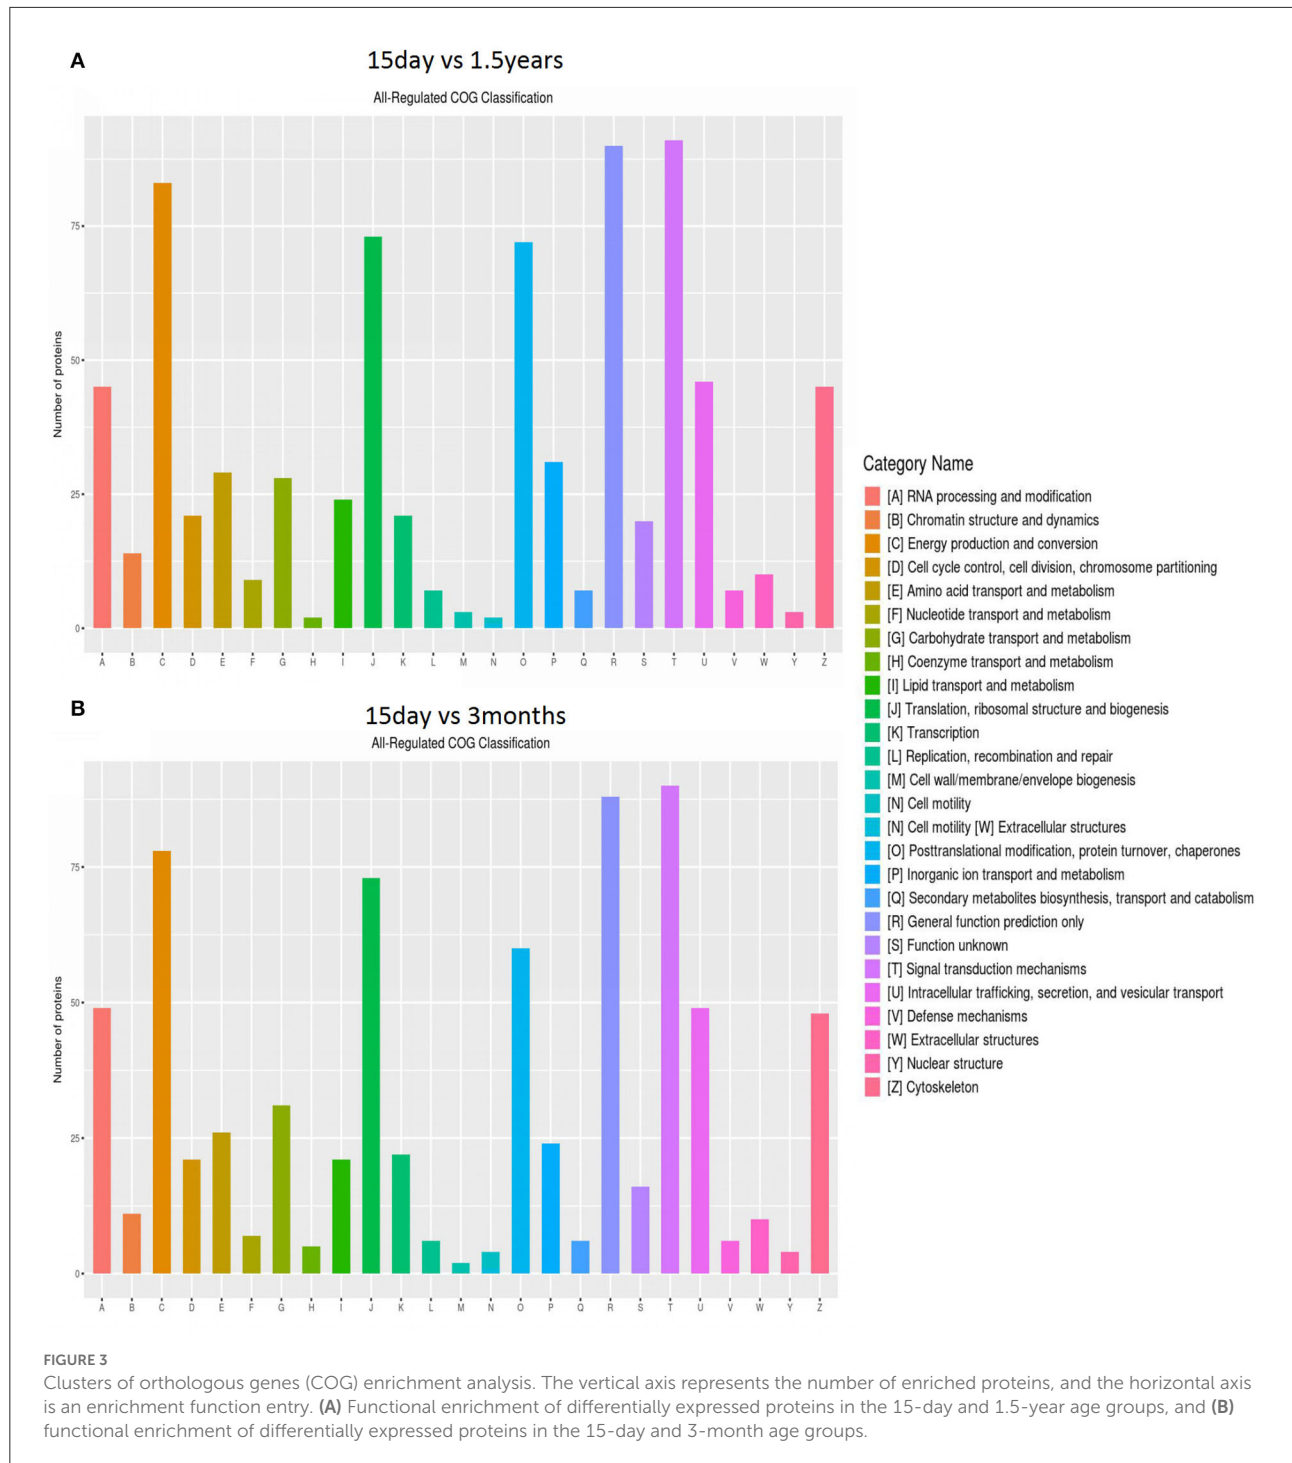 A
15day vs 1.5years
All-Regulated COG Classification
Number of proteins
75
50
25
0
A B C D E F G H I J K L M N O P Q R S T U V W Y Z
B
15day vs 3months
All-Regulated COG Classification
Number of proteins
75
50
25
0
A B C D E F G H I J K L M N O P Q R S T U V W Y Z
Category Name
[A] RNA processing and modification
[B] Chromatin structure and dynamics
[C] Energy production and conversion
[D] Cell cycle control, cell division, chromosome partitioning
[E] Amino acid transport and metabolism
[F] Nucleotide transport and metabolism
[G] Carbohydrate transport and metabolism
[H] Coenzyme transport and metabolism
[I] Lipid transport and metabolism
[J] Translation, ribosomal structure and biogenesis
[K] Transcription
[L] Replication, recombination and repair
[M] Cell wall/membrane/envelope biogenesis
[N] Cell motility
[N] Cell motility [W] Extracellular structures
[O] Posttranslational modification, protein turnover, chaperones
[P] Inorganic ion transport and metabolism
[Q] Secondary metabolites biosynthesis, transport and catabolism
[R] General function prediction only
[S] Function unknown
[T] Signal transduction mechanisms
[U] Intracellular trafficking, secretion, and vesicular transport
[V] Defense mechanisms
[W] Extracellular structures
[Y] Nuclear structure
[Z] Cytoskeleton
FIGURE 3
Clusters of orthologous genes (COG) enrichment analysis. The vertical axis represents the number of enriched proteins, and the horizontal axis
is an enrichment function entry. (A) Functional enrichment of differentially expressed proteins in the 15-day and 1.5-year age groups, and (B)
functional enrichment of differentially expressed proteins in the 15-day and 3-month age groups.